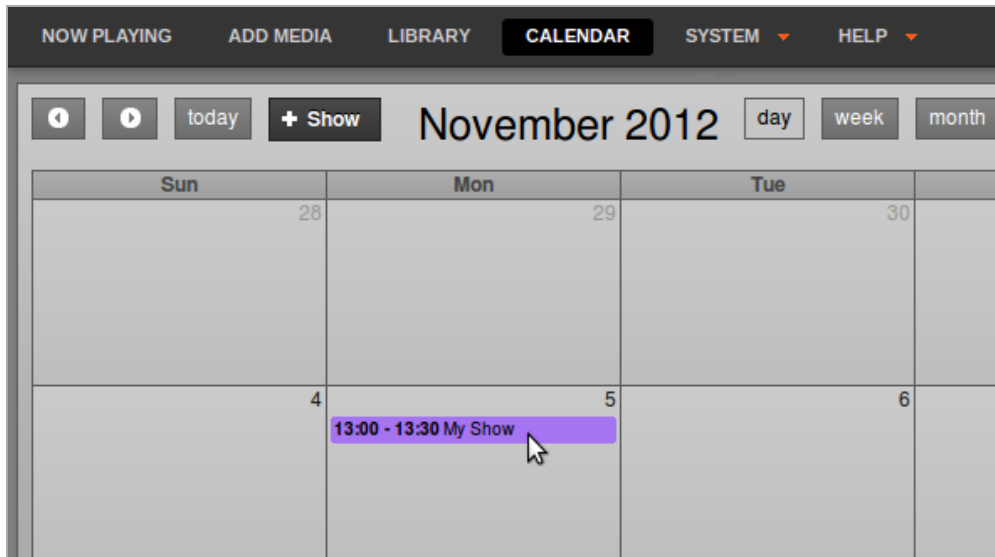 NOW PLAYING ADD MEDIA LIBRARY CALENDAR SYSTEM HELP
today + Show November 2012 day week month
Sun Mon Tue
28 29 30
4 5 6
13:00 - 13:30 My Show